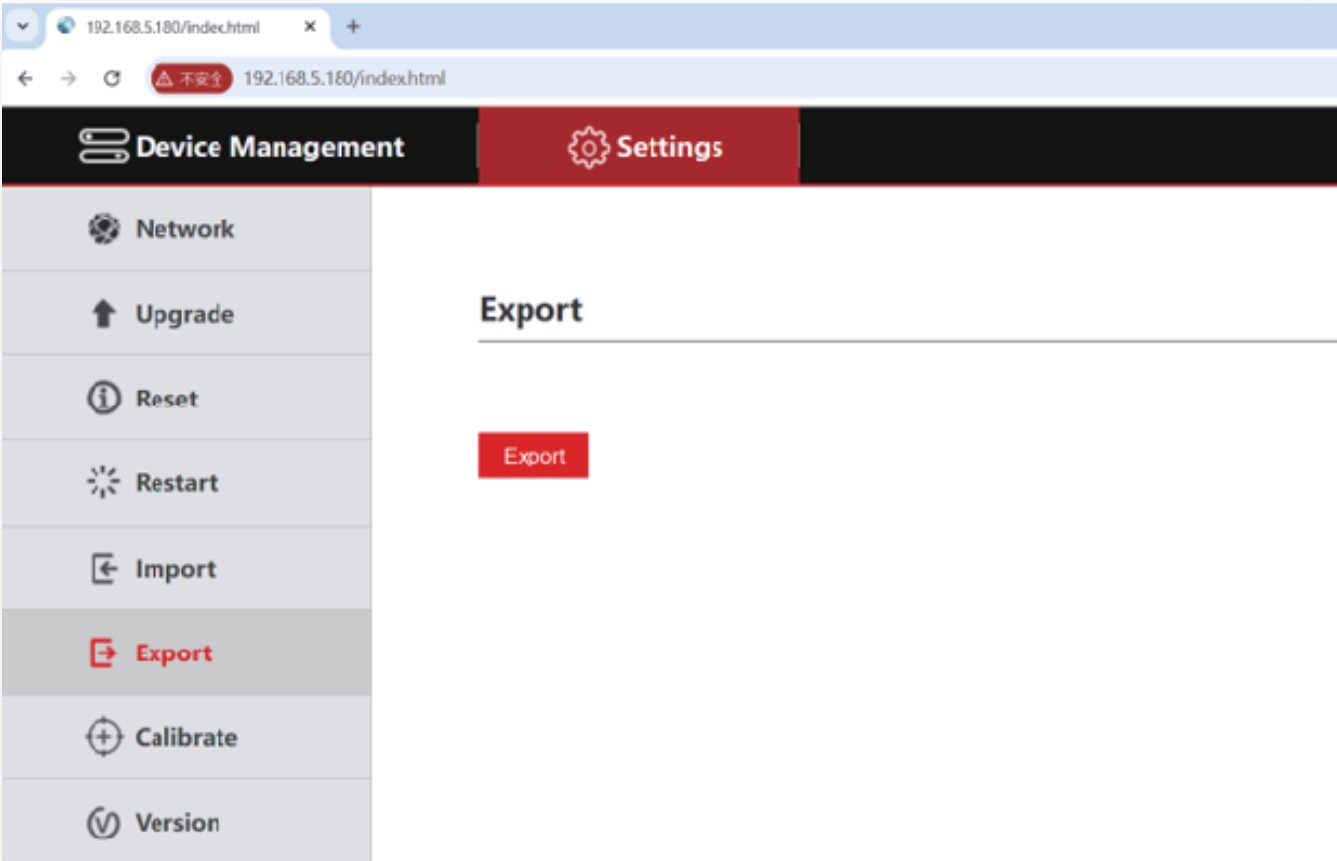 192.168.5.180/index.html
不安全 192.168.5.180/index.html
Device Management
Settings
Network
Upgrade
Reset
Restart
Import
Export
Calibrate
Version
Export
Export